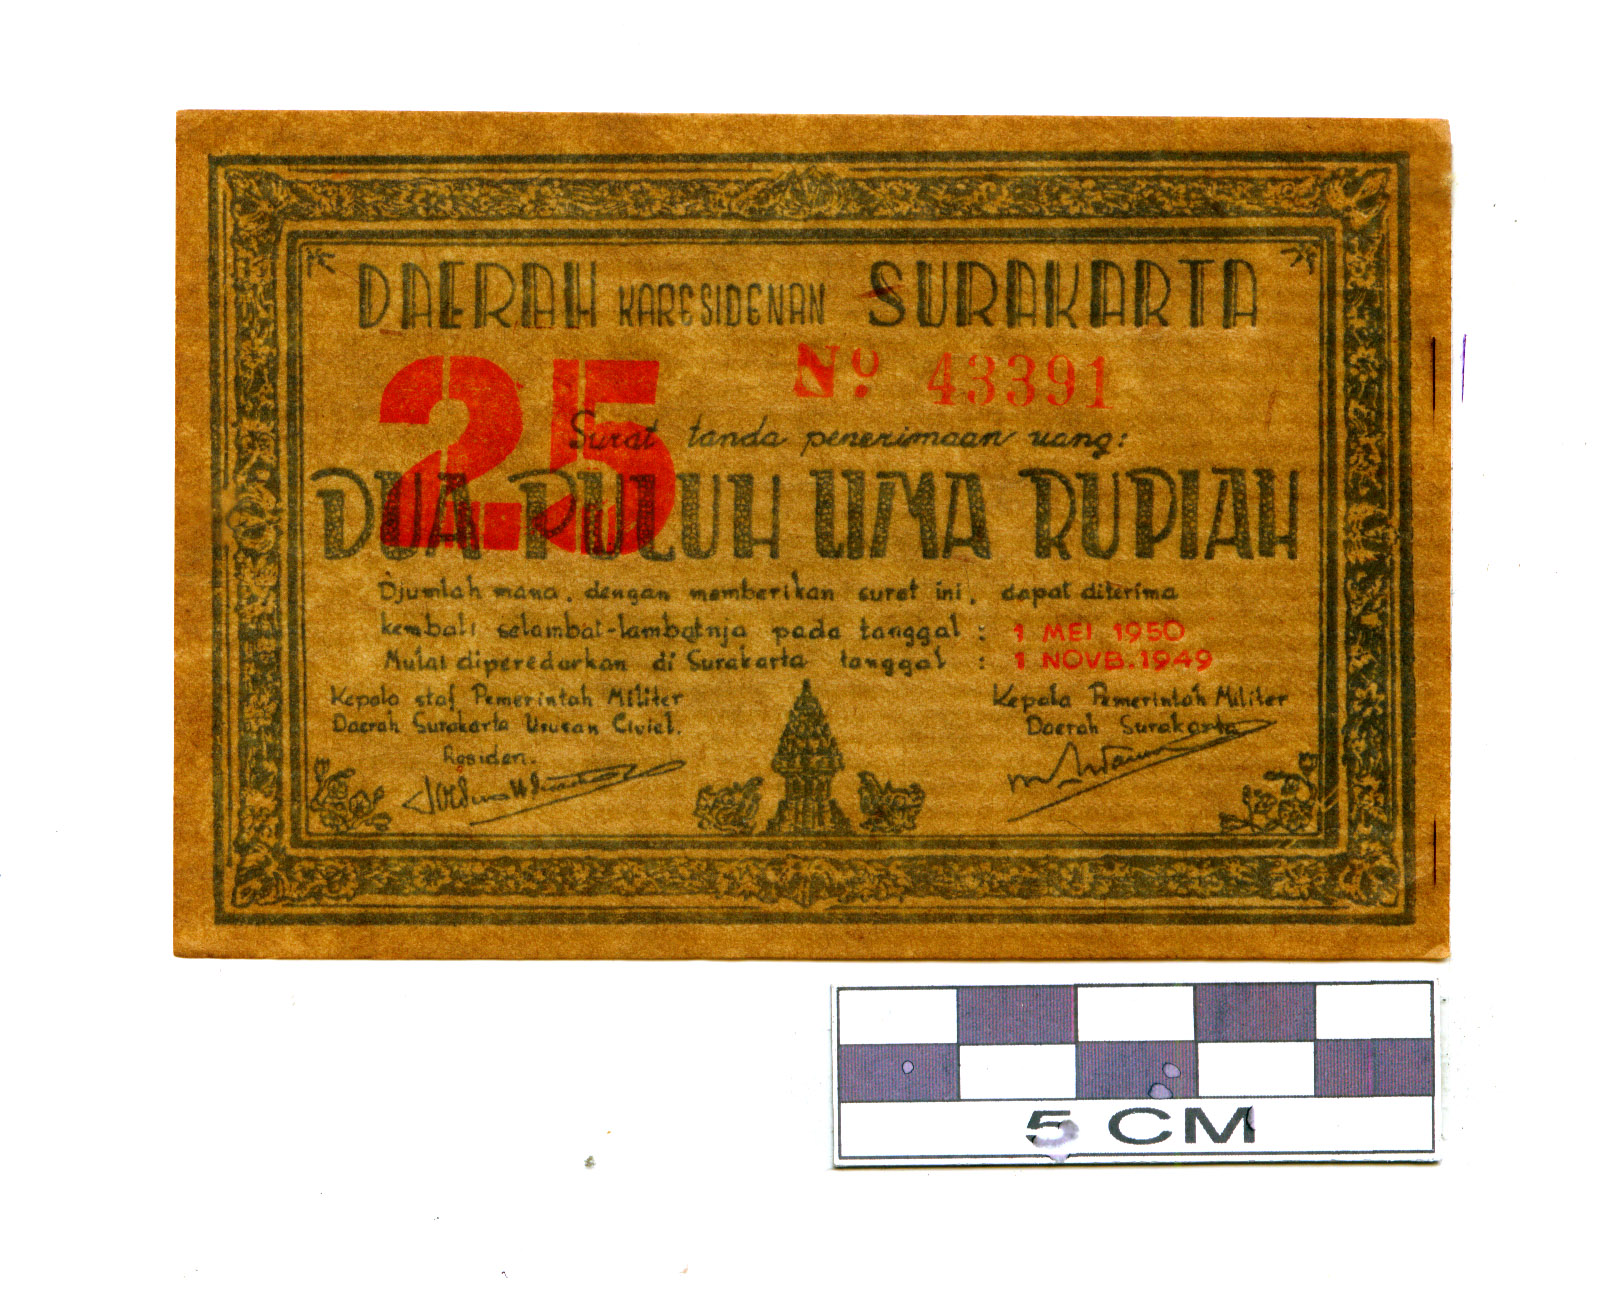 DAERAH KARESIDENAN SURAKARTA
25
No. 43391
Surat tanda penerimaan uang:
DUA PULUH LIMA RUPIAH
Djumlah mana, dengan memberikan surat ini, dapat diterima
kembali selambat-lambatnja pada tanggal : 1 MEI 1950
Mulai diperedarkan di Surakarta tanggal : 1 NOVB. 1949
Kepala staf Pemerintah Militer
Daerah Surakarta Urusan Civiel.
Residen.
Kepala Pemerintah Militer
Daerah Surakarta
5 CM